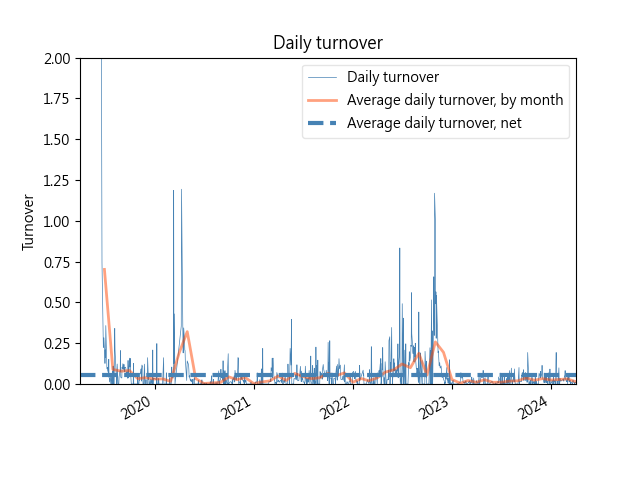 Daily turnover
2.00
1.75
1.50
1.25
1.00
0.75
0.50
0.25
0.00
Turnover
Daily turnover
Average daily turnover, by month
Average daily turnover, net
2020
2021
2022
2023
2024